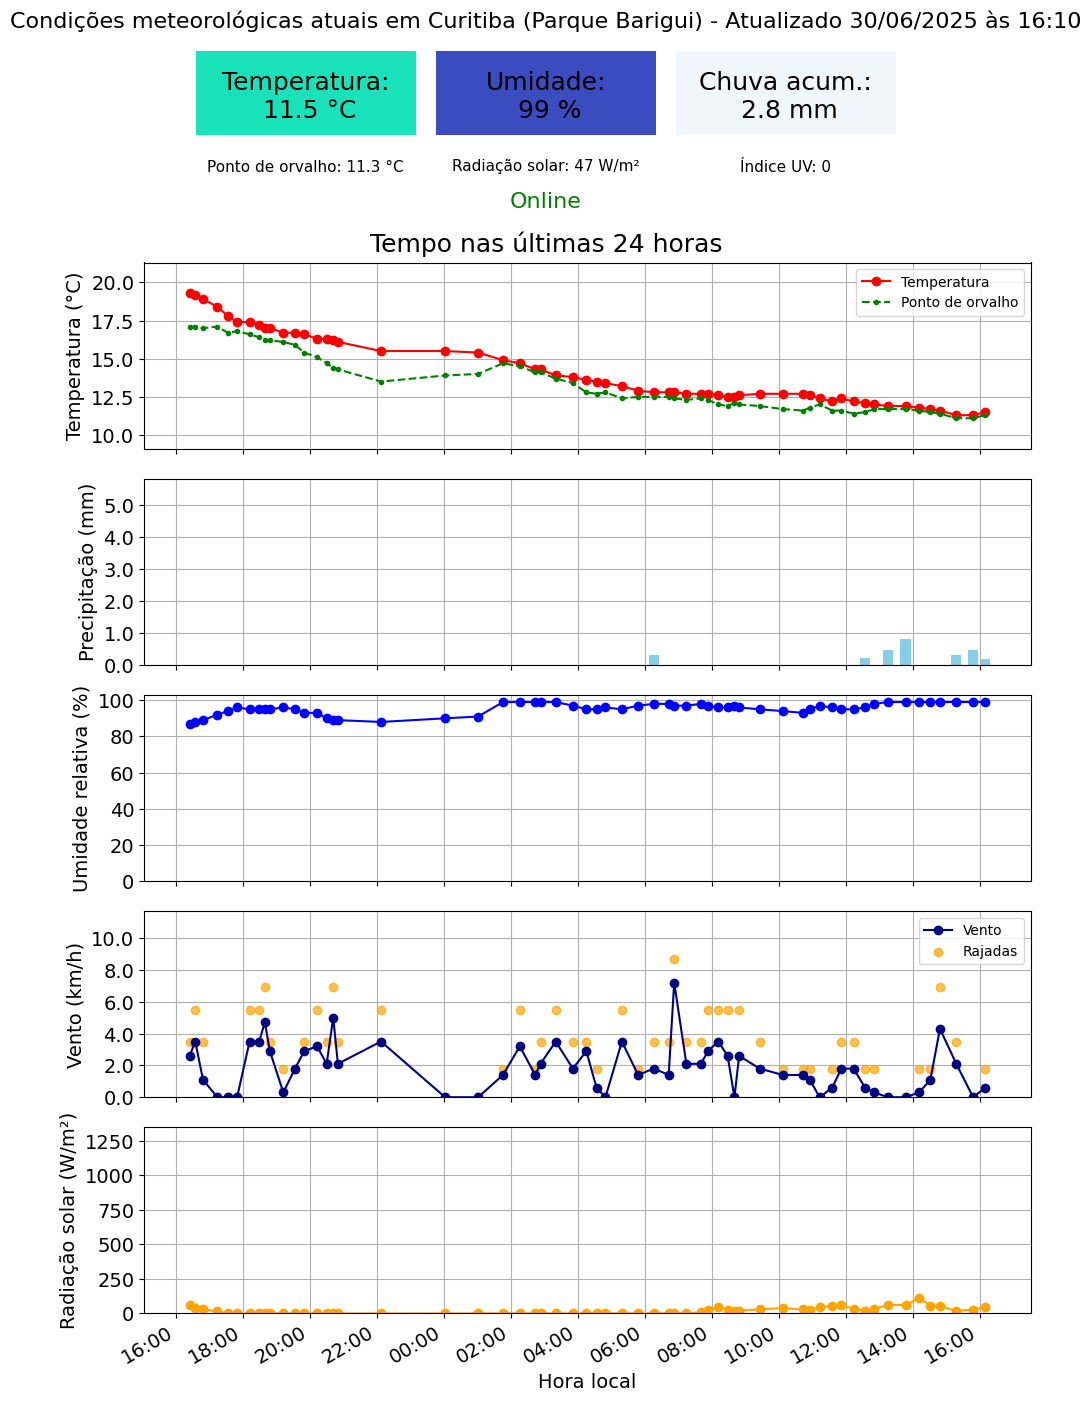 Condições meteorológicas atuais em Curitiba (Parque Barigui) - Atualizado 30/06/2025 às 16:10
Temperatura:
11.5 °C
Umidade:
99 %
Chuva acum.:
2.8 mm
Ponto de orvalho: 11.3 °C
Radiação solar: 47 W/m²
Índice UV: 0
Online
Tempo nas últimas 24 horas
Temperatura (°C)
20.0
17.5
15.0
12.5
10.0
Temperatura
Ponto de orvalho
Precipitação (mm)
5.0
4.0
3.0
2.0
1.0
0.0
Umidade relativa (%)
100
80
60
40
20
0
Vento (km/h)
10.0
8.0
6.0
4.0
2.0
0.0
Vento
Rajadas
Radiação solar (W/m²)
1250
1000
750
500
250
0
16:00 18:00 20:00 22:00 00:00 02:00 04:00 06:00 08:00 10:00 12:00 14:00 16:00
Hora local